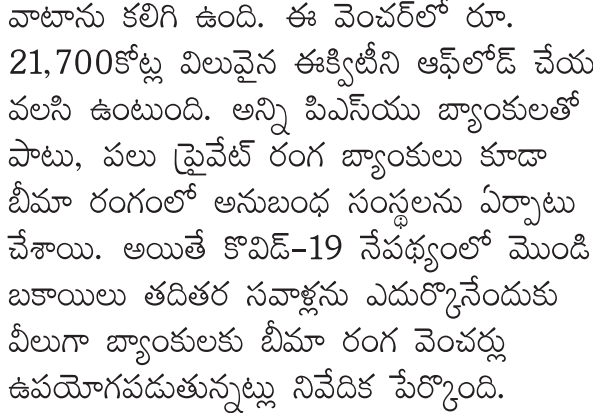 వాటాను కలిగి ఉంది. ఈ వెంచర్‌లో రూ.
21,700కోట్ల విలువైన ఈక్విటీని ఆఫ్‌లోడ్ చేయ
వలసి ఉంటుంది. అన్ని పిఎస్‌యు బ్యాంకులతో
పాటు, పలు ప్రైవేట్ రంగ బ్యాంకులు కూడా
బీమా రంగంలో అనుబంధ సంస్థలను ఏర్పాటు
చేశాయి. అయితే కొవిడ్-19 నేపథ్యంలో మొండి
బకాయిలు తదితర సవాళ్లను ఎదుర్కొనేందుకు
వీలుగా బ్యాంకులకు బీమా రంగ వెంచర్లు
ఉపయోగపడుతున్నట్లు నివేదిక పేర్కొంది.